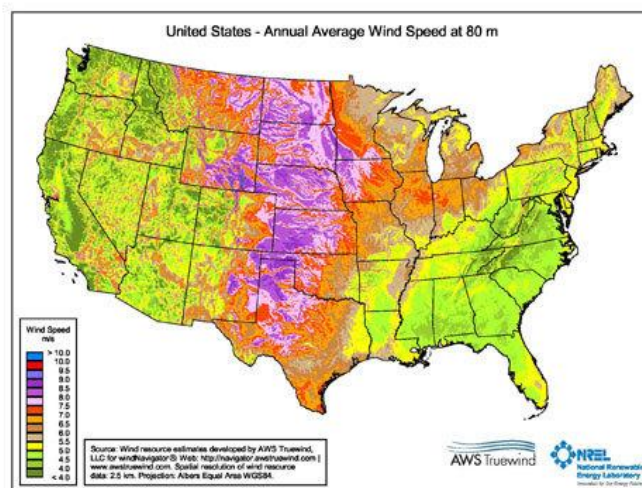 United States - Annual Average Wind Speed at 80 m
Wind Speed
m/s
> 10.0
10.0
9.5
9.0
8.5
8.0
7.5
7.0
6.5
6.0
5.5
5.0
4.5
4.0
< 4.0
Source: Wind resource estimates developed by AWS Truewind,
LLC for windNavigator® Web: http://navigator.awstruewind.com |
www.awstruewind.com. Spatial resolution of wind resource
data: 2.5 km. Projection: Albers Equal Area WGS84.
AWS Truewind
NREL
National Renewable
Energy Laboratory